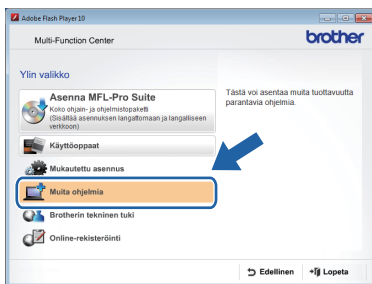 Adobe Flash Player 10
Multi-Function Center
brother
Ylin valikko
Asenna MFL-Pro Suite
Koko ohjain- ja ohjelmistopaketti
(Sisältää asennuksen langattomaan ja langalliseen
verkkoon)
Käyttöoppaat
Mukautettu asennus
Muita ohjelmia
Brotherin tekninen tuki
Online-rekisteröinti
Tästä voi asentaa muita tuottavuutta
parantavia ohjelmia.
Edellinen
Lopeta